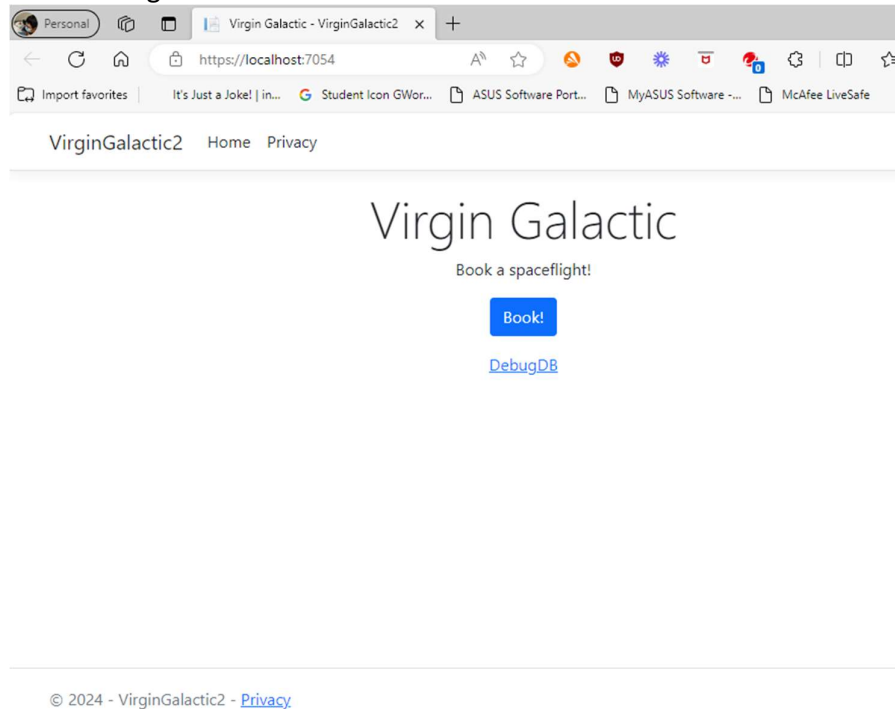 Personal
Virgin Galactic - VirginGalactic2
https://localhost:7054
Import favorites
It's Just a Joke! | in...
Student Icon GWor...
ASUS Software Port...
MyASUS Software -...
McAfee LiveSafe
VirginGalactic2 Home Privacy
Virgin Galactic
Book a spaceflight!
Book!
DebugDB
© 2024 - VirginGalactic2 - Privacy